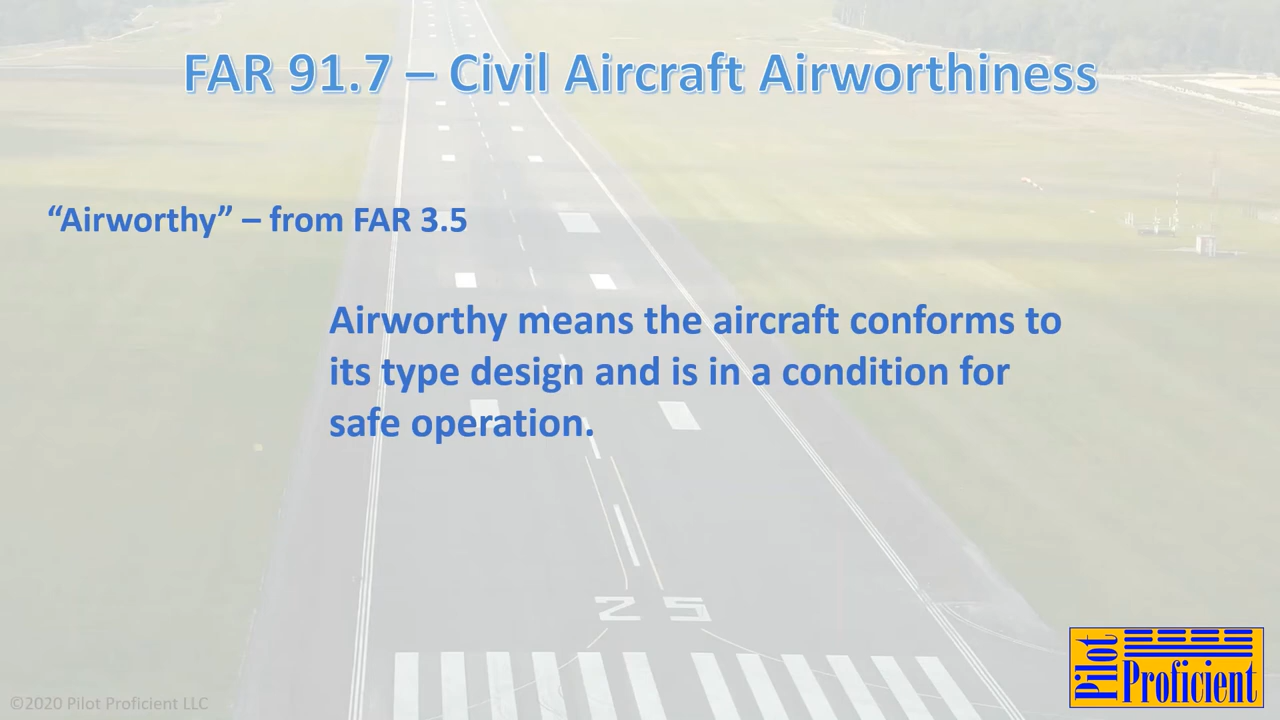 FAR 91.7 – Civil Aircraft Airworthiness
“Airworthy” – from FAR 3.5
Airworthy means the aircraft conforms to
its type design and is in a condition for
safe operation.
25
Pilot
Proficient
©2020 Pilot Proficient LLC